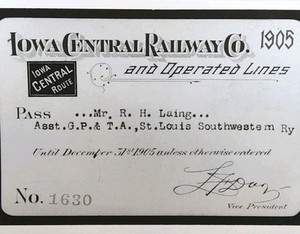 IOWA CENTRAL RAILWAY CO. 1905
IOWA CENTRAL ROUTE
and Operated Lines
PASS ...Mr. R. H. Laing...
Asst.G.P.& T.A.,St.Louis Southwestern Ry
Until December 31st 1905 unless otherwise ordered
No. 1630
Vice President